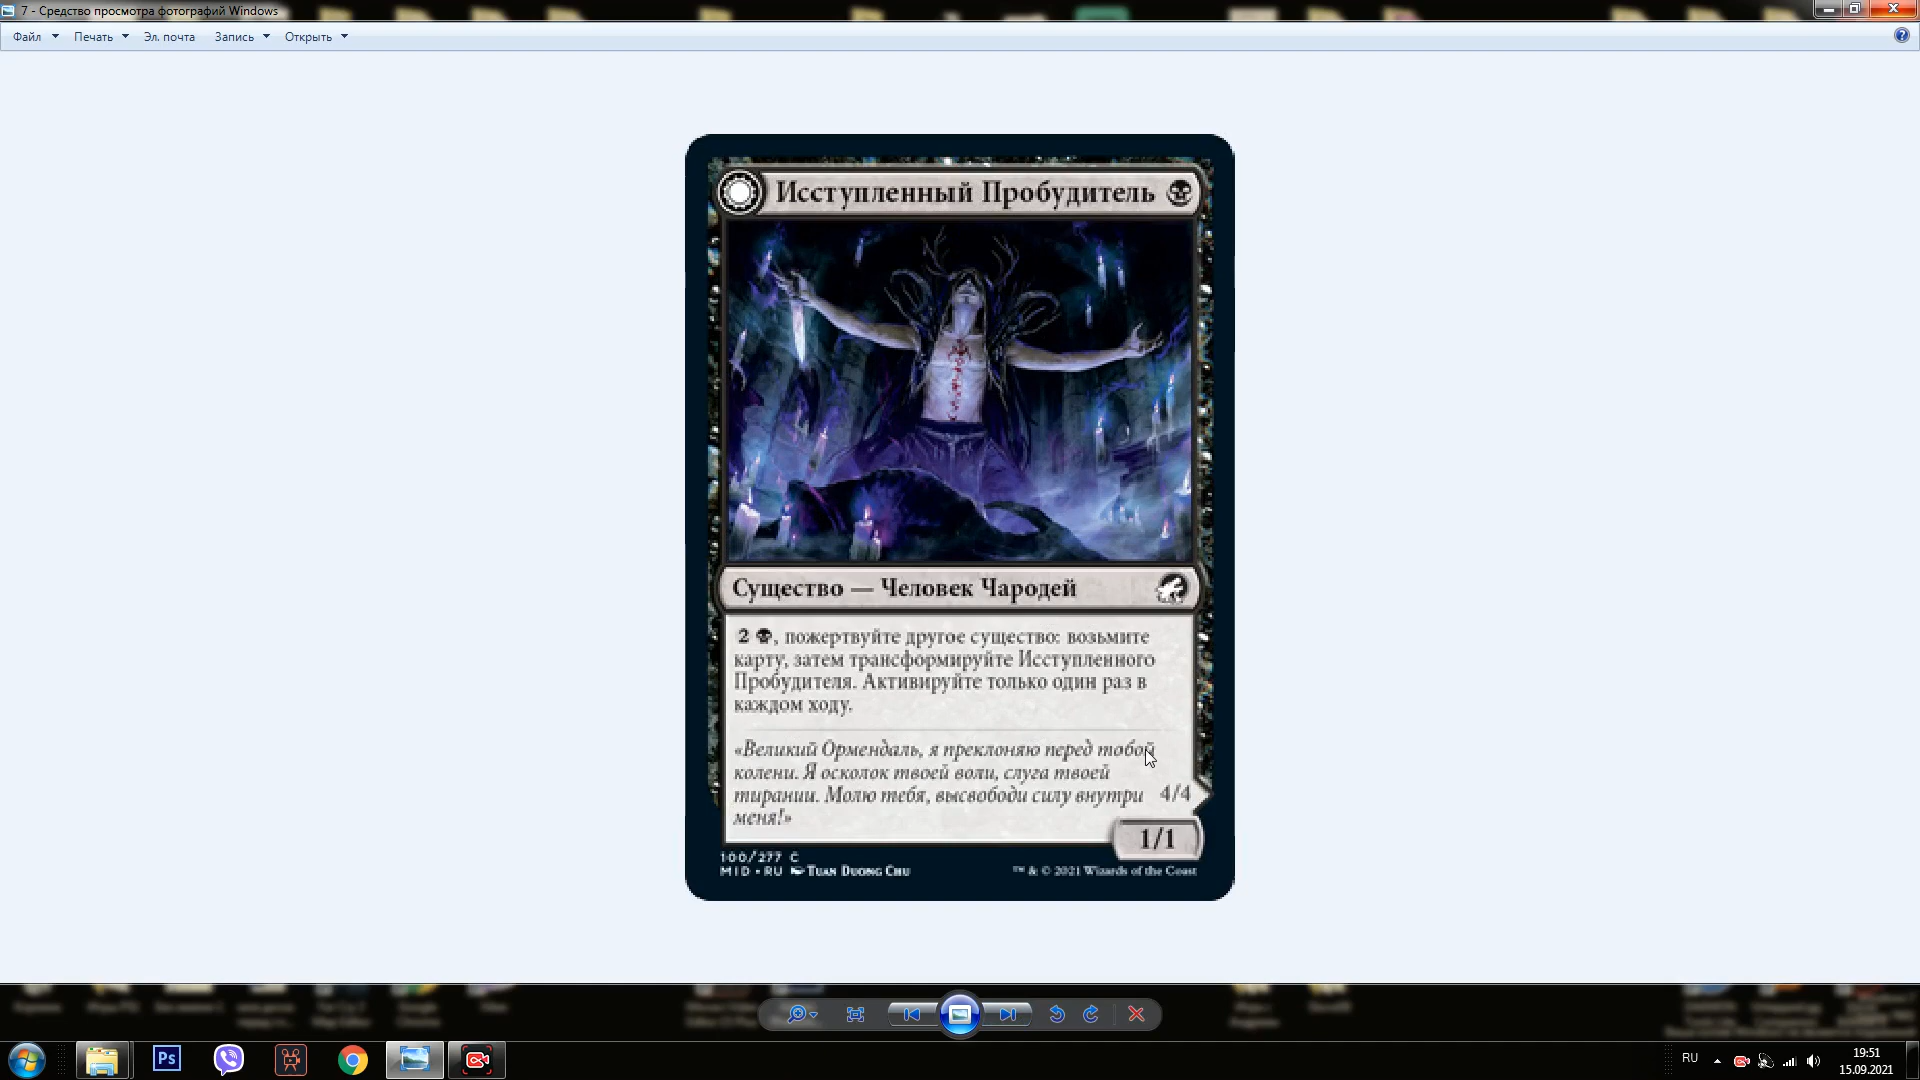 7 - Средство просмотра фотографий Windows
Файл Печать Эл. почта Запись Открыть
Исступленный Пробудитель
Существо — Человек Чародей
2 , пожертвуйте другое существо: возьмите
карту, затем трансформируйте Исступленного
Пробудителя. Активируйте только один раз в
каждом ходу.
«Великий Ормендаль, я преклоняю перед тобой
колени. Я осколок твоей воли, слуга твоей
тирании. Молю тебя, высвободи силу внутри
меня!»
4/4
1/1
100/277 C
MID • RU Tuan Duong Chu
™ & © 2021 Wizards of the Coast
Google
Chrome
Ps
RU
19:51
15.09.2021